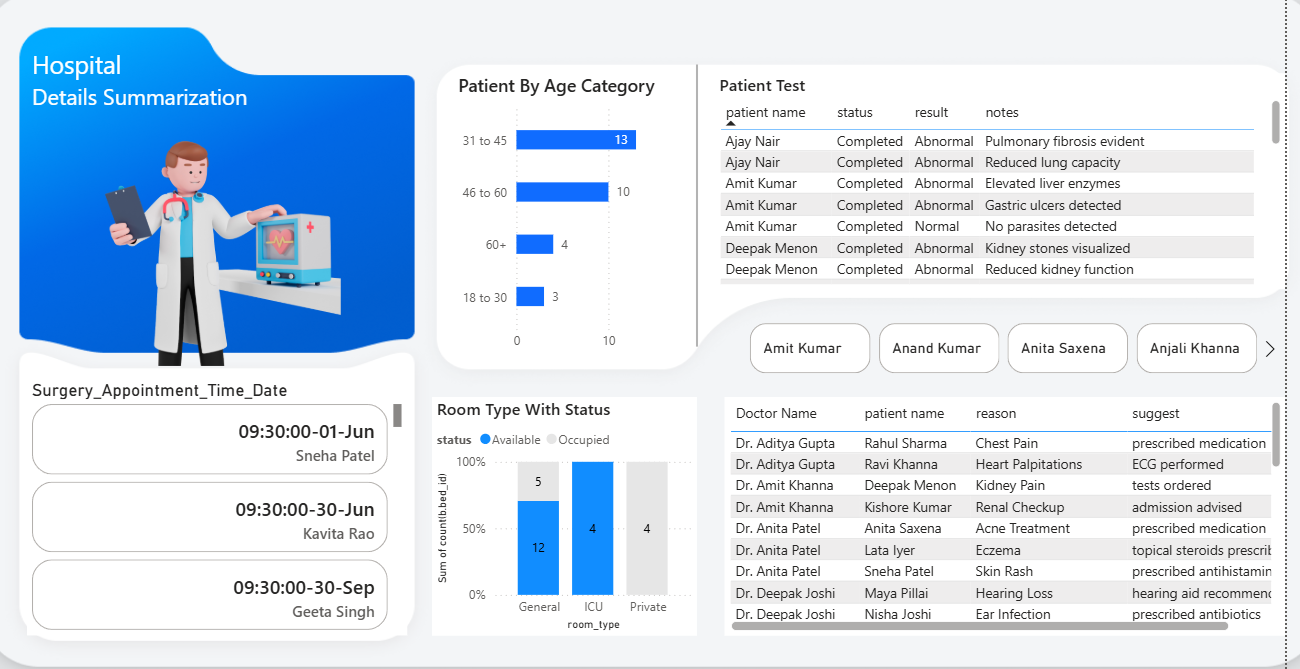 Hospital
Details Summarization
Surgery_Appointment_Time_Date
09:30:00-01-Jun
Sneha Patel
09:30:00-30-Jun
Kavita Rao
09:30:00-30-Sep
Geeta Singh
Patient By Age Category
31 to 45 13
46 to 60 10
60+ 4
18 to 30 3
0 10
Patient Test
patient name status result notes
Ajay Nair Completed Abnormal Pulmonary fibrosis evident
Ajay Nair Completed Abnormal Reduced lung capacity
Amit Kumar Completed Abnormal Elevated liver enzymes
Amit Kumar Completed Abnormal Gastric ulcers detected
Amit Kumar Completed Normal No parasites detected
Deepak Menon Completed Abnormal Kidney stones visualized
Deepak Menon Completed Abnormal Reduced kidney function
Amit Kumar Anand Kumar Anita Saxena Anjali Khanna
Room Type With Status
status Available Occupied
Sum of count(b.bed_id)
100%
50%
0%
5
12 4 4
General ICU Private
room_type
Doctor Name patient name reason suggest
Dr. Aditya Gupta Rahul Sharma Chest Pain prescribed medication
Dr. Aditya Gupta Ravi Khanna Heart Palpitations ECG performed
Dr. Amit Khanna Deepak Menon Kidney Pain tests ordered
Dr. Amit Khanna Kishore Kumar Renal Checkup admission advised
Dr. Anita Patel Anita Saxena Acne Treatment prescribed medication
Dr. Anita Patel Lata Iyer Eczema topical steroids prescrib
Dr. Anita Patel Sneha Patel Skin Rash prescribed antihistamin
Dr. Deepak Joshi Maya Pillai Hearing Loss hearing aid recommend
Dr. Deepak Joshi Nisha Joshi Ear Infection prescribed antibiotics